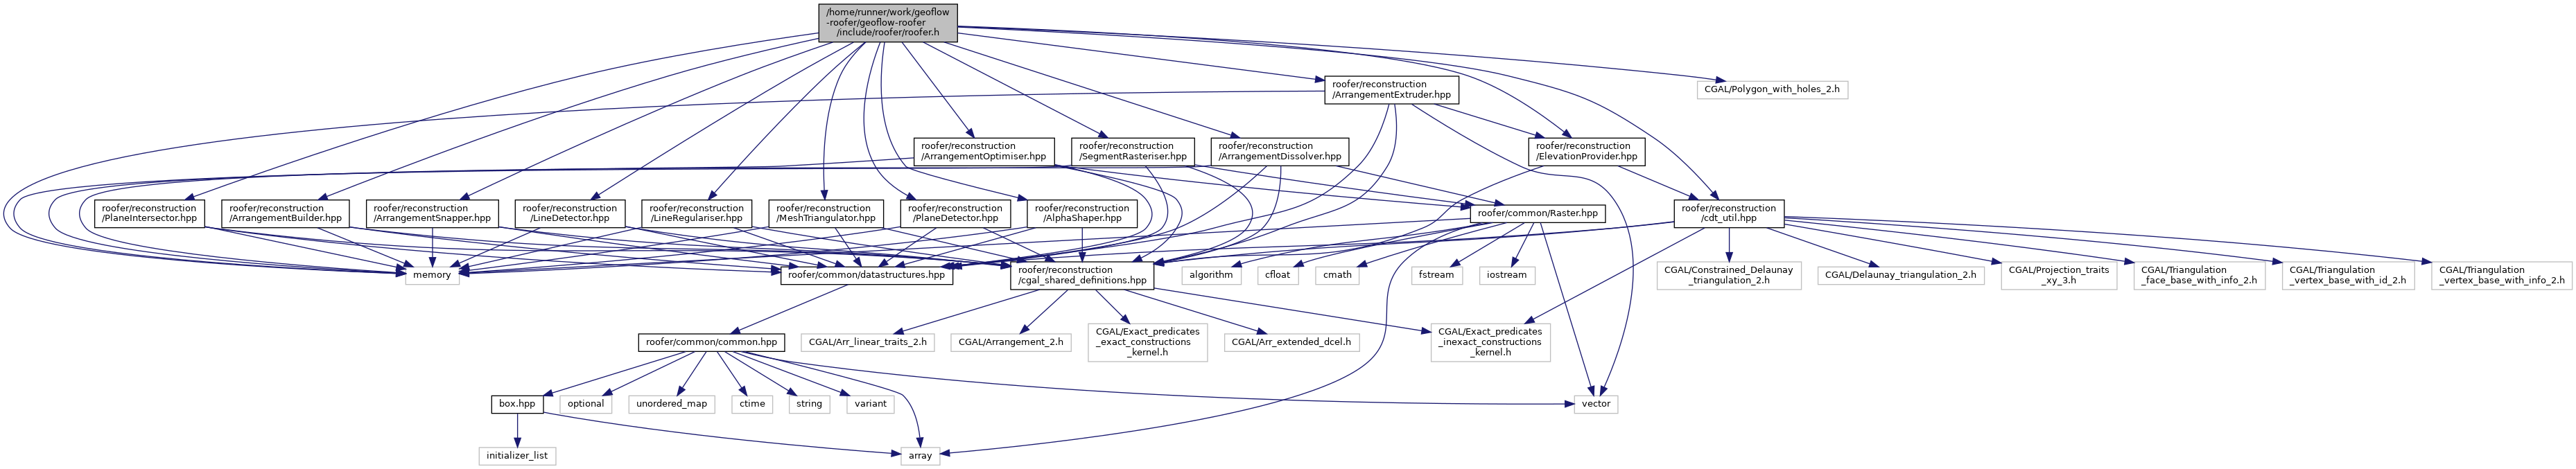 /home/runner/work/geoflow
-roofer/geoflow-roofer
/include/roofer/roofer.h
roofer/reconstruction
/ArrangementExtruder.hpp
CGAL/Polygon_with_holes_2.h
roofer/reconstruction
/ArrangementOptimiser.hpp
roofer/reconstruction
/SegmentRasteriser.hpp
roofer/reconstruction
/ArrangementDissolver.hpp
roofer/reconstruction
/ElevationProvider.hpp
roofer/reconstruction
/PlaneIntersector.hpp
roofer/reconstruction
/ArrangementBuilder.hpp
roofer/reconstruction
/ArrangementSnapper.hpp
roofer/reconstruction
/LineDetector.hpp
roofer/reconstruction
/LineRegulariser.hpp
roofer/reconstruction
/MeshTriangulator.hpp
roofer/reconstruction
/PlaneDetector.hpp
roofer/reconstruction
/AlphaShaper.hpp
roofer/common/Raster.hpp
roofer/reconstruction
/cdt_util.hpp
memory
roofer/common/datastructures.hpp
roofer/reconstruction
/cgal_shared_definitions.hpp
algorithm
cfloat
cmath
fstream
iostream
CGAL/Constrained_Delaunay
_triangulation_2.h
CGAL/Delaunay_triangulation_2.h
CGAL/Projection_traits
_xy_3.h
CGAL/Triangulation
_face_base_with_info_2.h
CGAL/Triangulation
_vertex_base_with_id_2.h
CGAL/Triangulation
_vertex_base_with_info_2.h
roofer/common/common.hpp
CGAL/Arr_linear_traits_2.h
CGAL/Arrangement_2.h
CGAL/Exact_predicates
_exact_constructions
_kernel.h
CGAL/Arr_extended_dcel.h
CGAL/Exact_predicates
_inexact_constructions
_kernel.h
box.hpp
optional
unordered_map
ctime
string
variant
vector
initializer_list
array